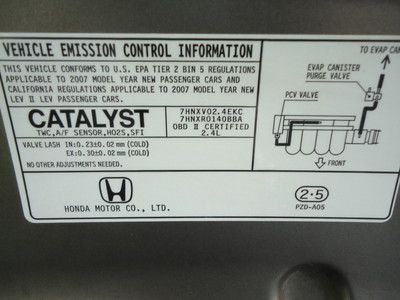 VEHICLE EMISSION CONTROL INFORMATION
THIS VEHICLE CONFORMS TO U.S. EPA TIER 2 BIN 5 REGULATIONS
APPLICABLE TO 2007 MODEL YEAR NEW PASSENGER CARS AND
CALIFORNIA REGULATIONS APPLICABLE TO 2007 MODEL YEAR NEW
LEV II LEV PASSENGER CARS.
CATALYST
TWC,A/F SENSOR,HO2S,SFI
7HNXV02.4EKC
7HNXR0140BBA
OBD II CERTIFIED
2.4L
VALVE LASH IN:0.23±0.02 mm (COLD)
EX:0.30±0.02 mm (COLD)
NO OTHER ADJUSTMENTS NEEDED.
TO EVAP CANI
EVAP CANISTER
PURGE VALVE
PCV VALVE
FRONT
HONDA MOTOR CO., LTD.
2·5
PZD-A05